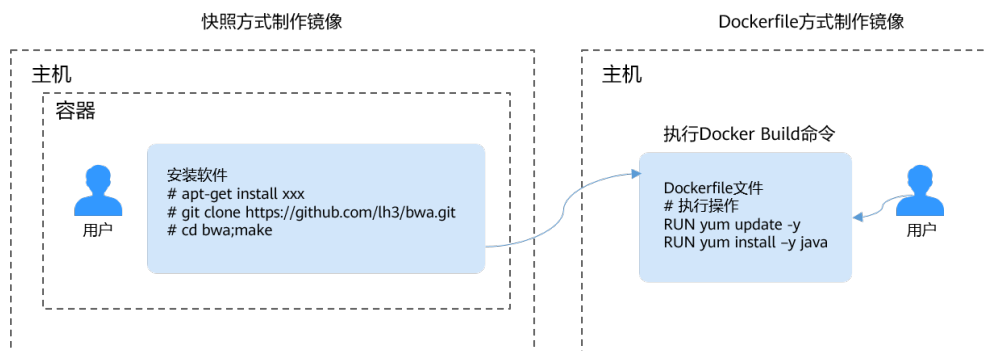 快照方式制作镜像
主机
容器
安装软件
# apt-get install xxx
# git clone https://github.com/lh3/bwa.git
# cd bwa;make
用户
Dockerfile方式制作镜像
主机
执行Docker Build命令
Dockerfile文件
# 执行操作
RUN yum update -y
RUN yum install –y java
用户